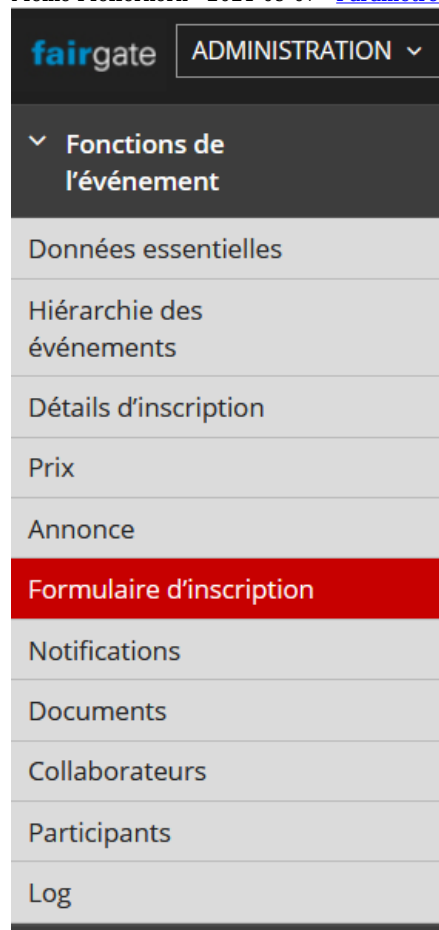 fairgate
ADMINISTRATION
Fonctions de
l’événement
Données essentielles
Hiérarchie des
événements
Détails d’inscription
Prix
Annonce
Formulaire d’inscription
Notifications
Documents
Collaborateurs
Participants
Log